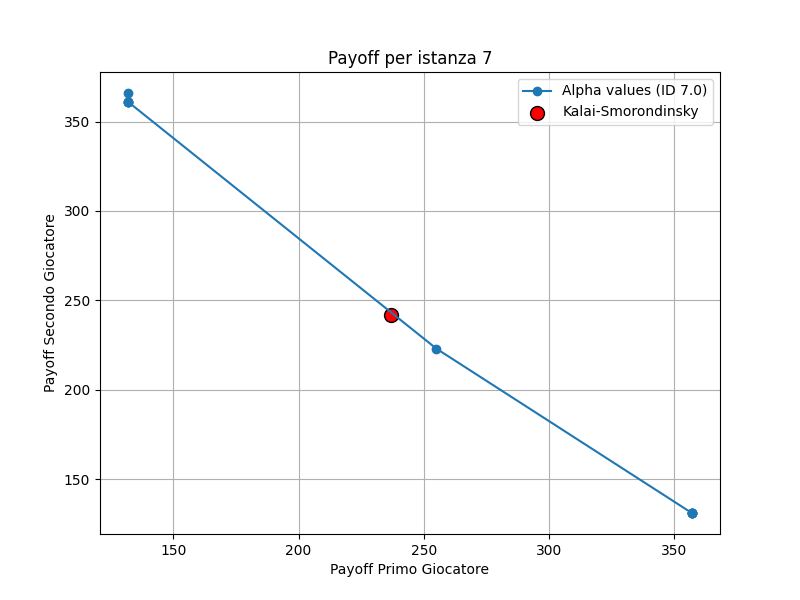 Payoff per istanza 7
Alpha values (ID 7.0)
Kalai-Smorondinsky
350
300
250
200
150
Payoff Secondo Giocatore
150
200
250
300
350
Payoff Primo Giocatore